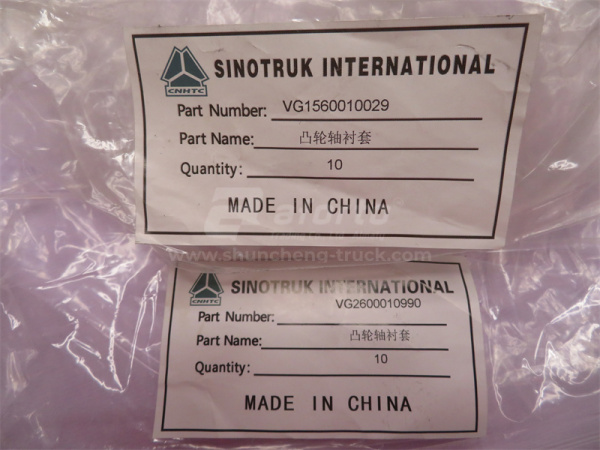 CNHTC
SINOTRUK INTERNATIONAL
Part Number: VG1560010029
Part Name: 凸轮轴衬套
Quantity: 10
MADE IN CHINA
www.shuncheng-truck.com
CNHTC
SINOTRUK INTERNATIONAL
VG2600010990
Part Number:
Part Name: 凸轮轴衬套
Quantity: 10
MADE IN CHINA